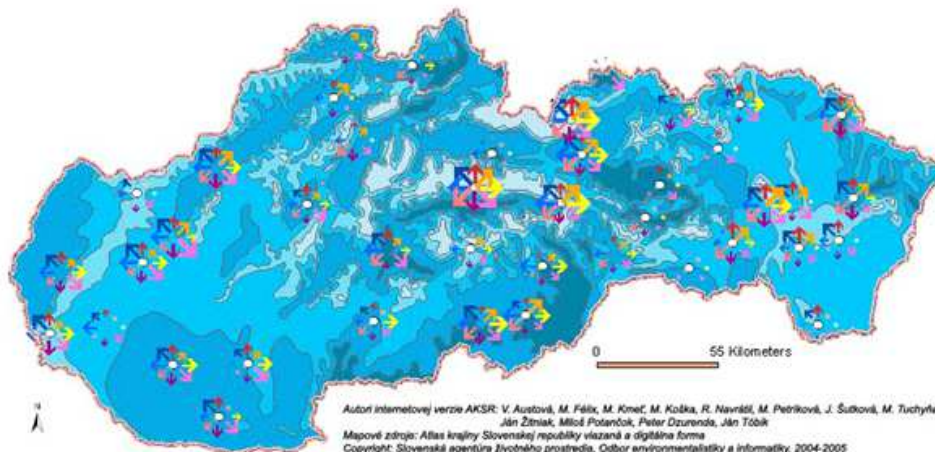 0 55 Kilometers
N
Autori internetovej verzie AKSR: V. Austová, M. Félix, M. Kmeť, M. Koška, R. Navrátil, M. Petríková, J. Šutková, M. Tuchyňa
Ján Žitniak, Miloš Potančok, Peter Dzurenda, Ján Tóbik
Mapové zdroje: Atlas krajiny Slovenskej republiky viazaná a digitálna forma
Copyright: Slovenská agentúra životného prostredia, Odbor environmentalistiky a informatiky, 2004-2005